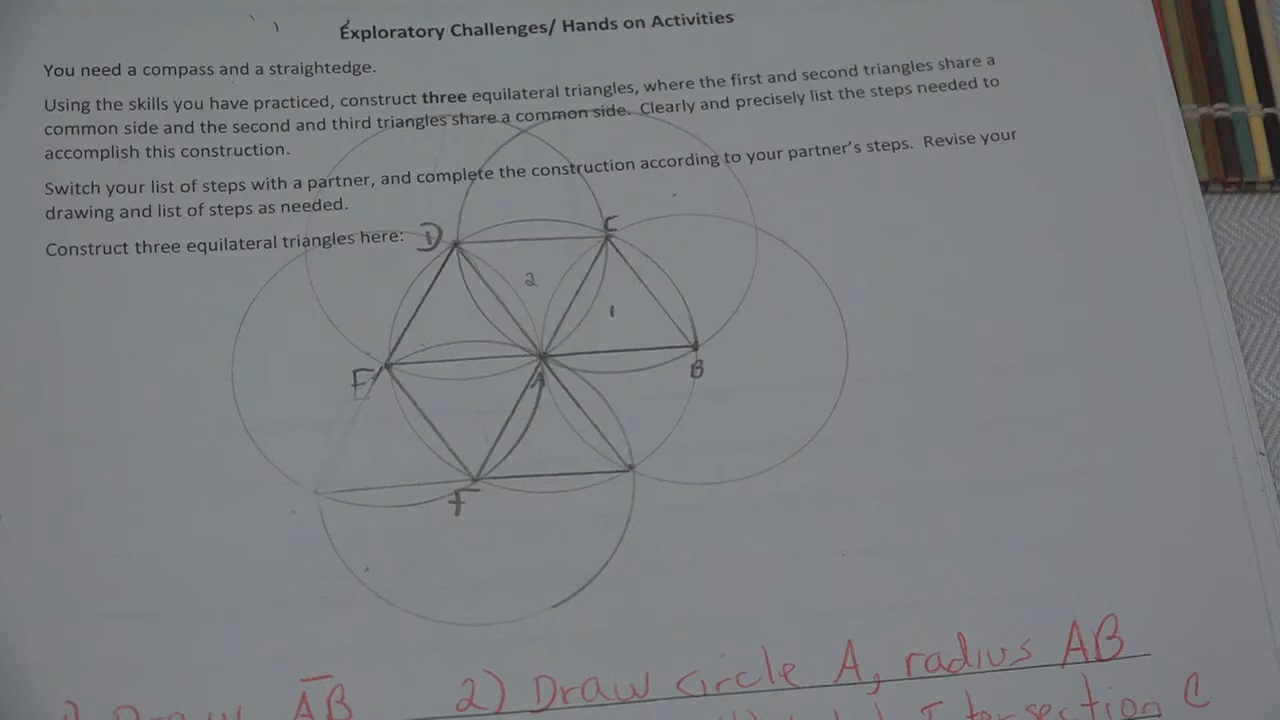 Exploratory Challenges/ Hands on Activities
You need a compass and a straightedge.
Using the skills you have practiced, construct three equilateral triangles, where the first and second triangles share a
common side and the second and third triangles share a common side. Clearly and precisely list the steps needed to
accomplish this construction.
Switch your list of steps with a partner, and complete the construction according to your partner's steps. Revise your
drawing and list of steps as needed.
Construct three equilateral triangles here:
D
C
2
1
E
A
B
F
2) Draw circle A, radius AB
1) Draw AB
Intersection C